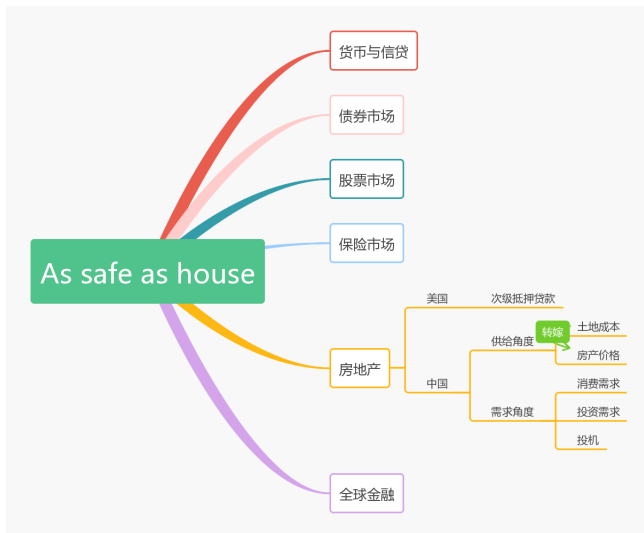 As safe as house
货币与信贷
债券市场
股票市场
保险市场
房地产
美国
次级抵押贷款
中国
供给角度
转嫁
土地成本
房产价格
需求角度
消费需求
投资需求
投机
全球金融